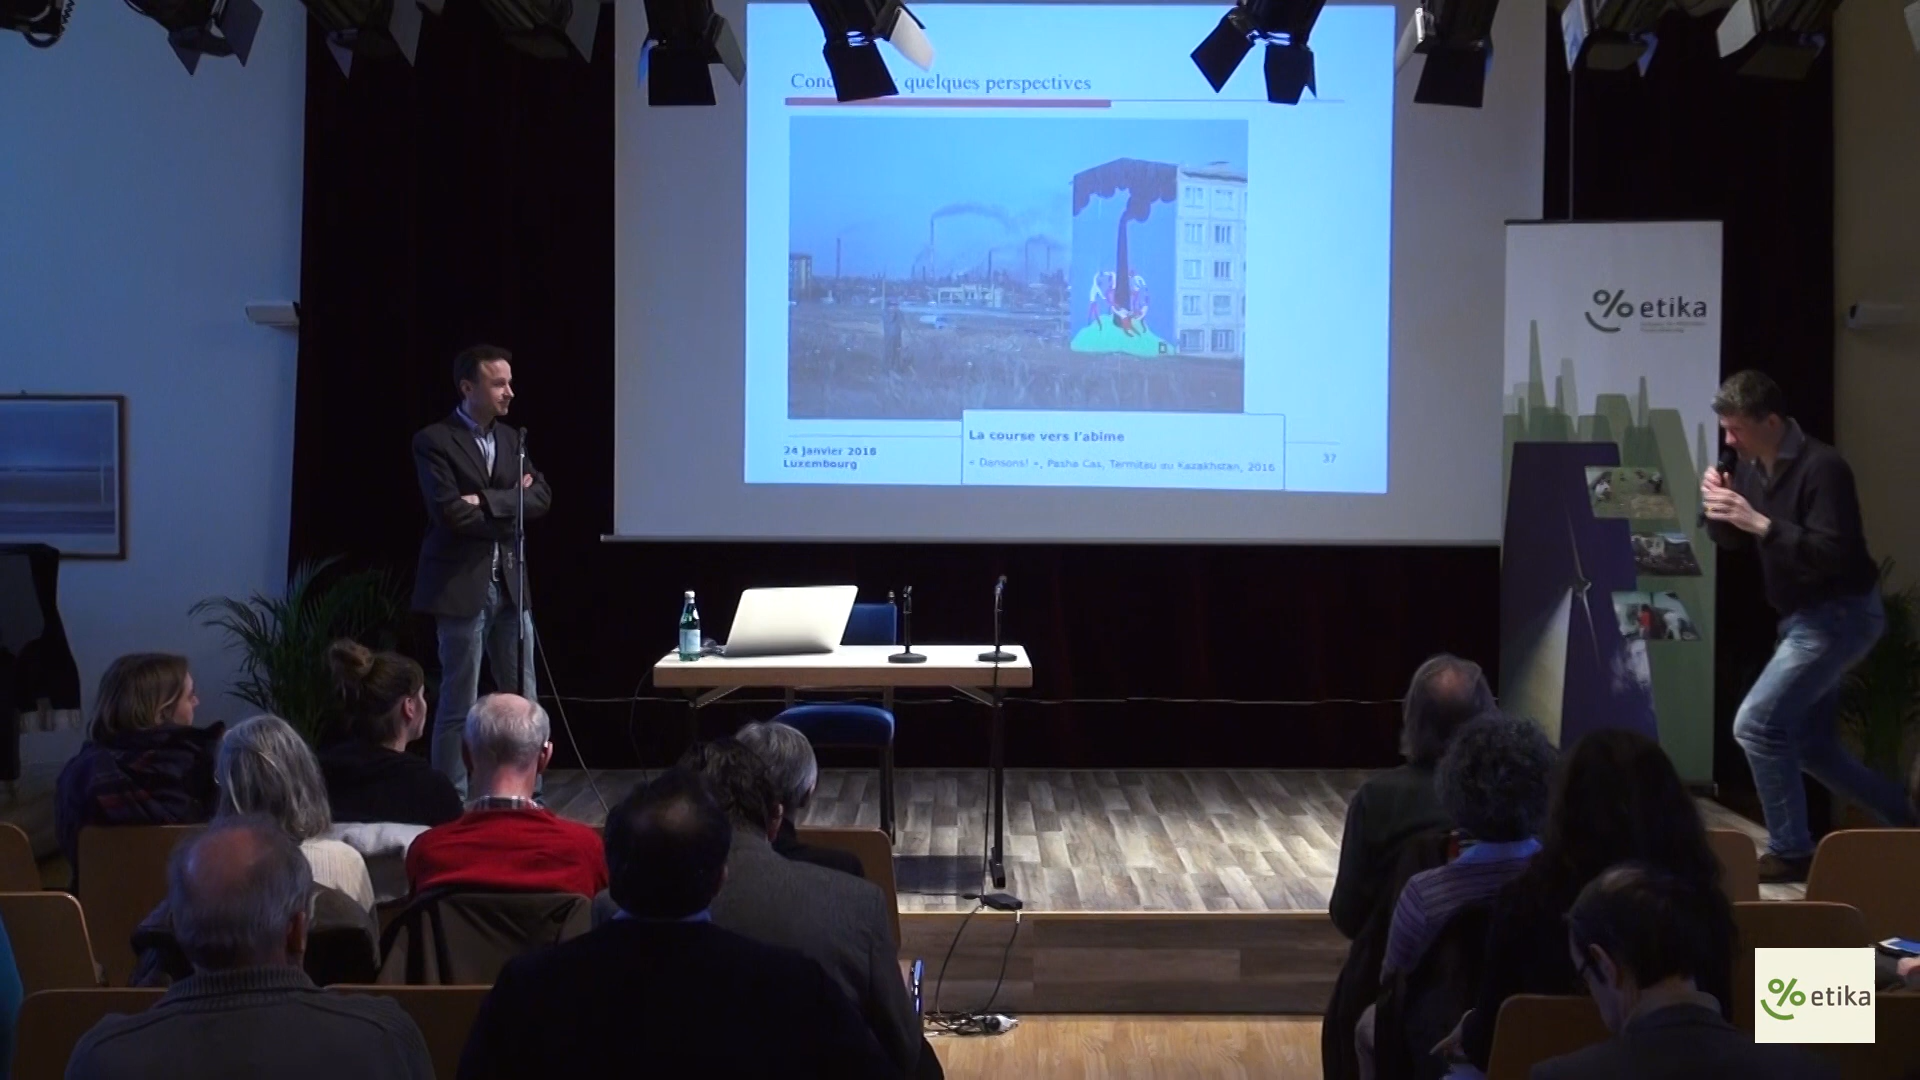 quelques perspectives
La course vers l'abîme
« Dansons! », Pasha Cas, Termitau au Kazakhstan, 2016
24 Janvier 2018
Luxembourg
37
% etika
% etika